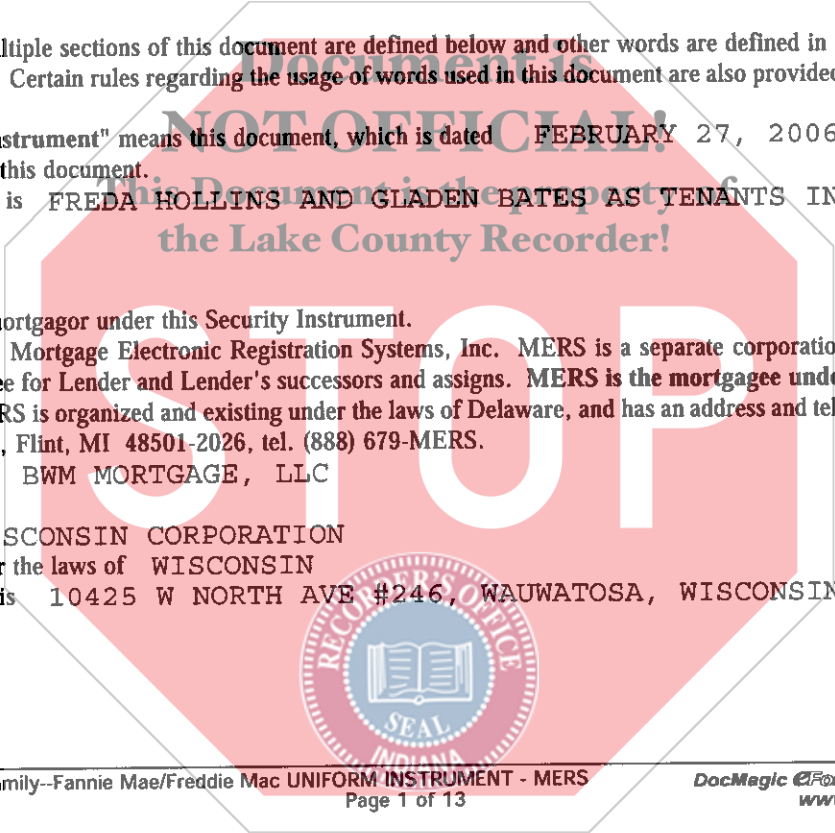 ltiple sections of this document are defined below and other words are defined in
Document is
Certain rules regarding the usage of words used in this document are also provided
NOT OFFICIAL!
strument" means this document, which is dated FEBRUARY 27, 2006
this document.
This Document is the property of
is FREDA HOLLINS AND GLADEN BATES AS TENANTS IN
the Lake County Recorder!
STOP
ortgagor under this Security Instrument.
Mortgage Electronic Registration Systems, Inc. MERS is a separate corporatio
e for Lender and Lender's successors and assigns. MERS is the mortgagee unde
RS is organized and existing under the laws of Delaware, and has an address and tel
, Flint, MI 48501-2026, tel. (888) 679-MERS.
BWM MORTGAGE, LLC
SCONSIN CORPORATION
r the laws of WISCONSIN
is 10425 W NORTH AVE #246, WAUWATOSA, WISCONSIN
RECORDER'S OFFICE
SEAL
INDIANA
mily--Fannie Mae/Freddie Mac UNIFORM INSTRUMENT - MERS
DocMagic eFo
Page 1 of 13
www